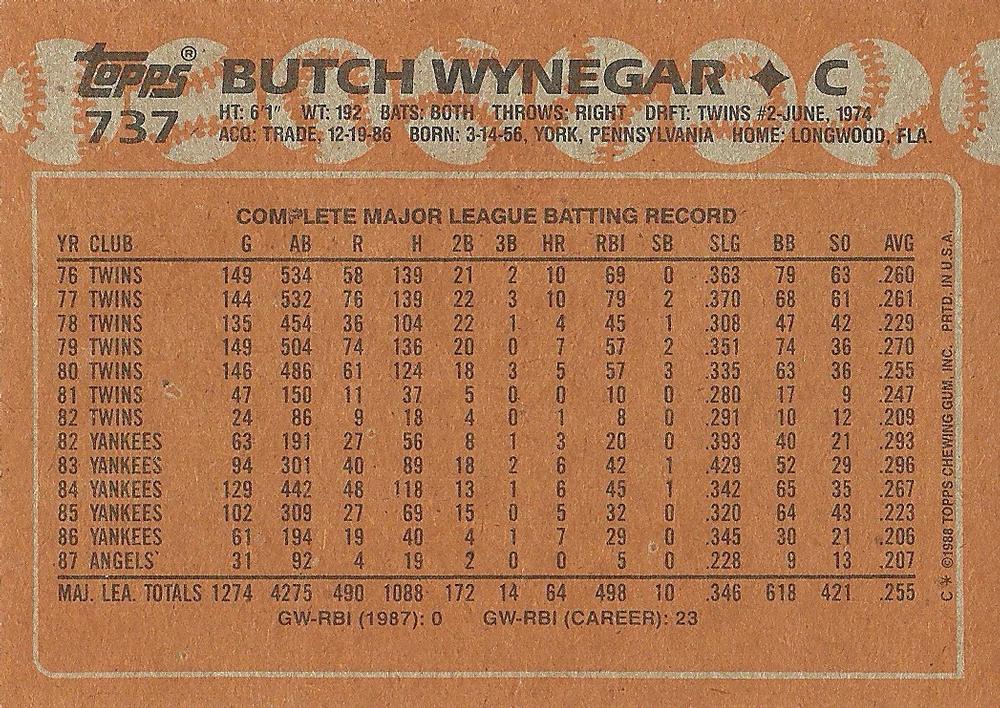 topps® BUTCH WYNEGAR ✦ C
737 HT: 6'1" WT: 192 BATS: BOTH THROWS: RIGHT DRFT: TWINS #2-JUNE, 1974
ACQ: TRADE, 12-19-86 BORN: 3-14-56, YORK, PENNSYLVANIA HOME: LONGWOOD, FLA.
COMPLETE MAJOR LEAGUE BATTING RECORD
YR CLUB G AB R H 2B 3B HR RBI SB SLG BB SO AVG
76 TWINS 149 534 58 139 21 2 10 69 0 .363 79 63 .260
77 TWINS 144 532 76 139 22 3 10 79 2 .370 68 61 .261
78 TWINS 135 454 36 104 22 1 4 45 1 .308 47 42 .229
79 TWINS 149 504 74 136 20 0 7 57 2 .351 74 36 .270
80 TWINS 146 486 61 124 18 3 5 57 3 .335 63 36 .255
81 TWINS 47 150 11 37 5 0 0 10 0 .280 17 9 .247
82 TWINS 24 86 9 18 4 0 1 8 0 .291 10 12 .209
82 YANKEES 63 191 27 56 8 1 3 20 0 .393 40 21 .293
83 YANKEES 94 301 40 89 18 2 6 42 1 .429 52 29 .296
84 YANKEES 129 442 48 118 13 1 6 45 1 .342 65 35 .267
85 YANKEES 102 309 27 69 15 0 5 32 0 .320 64 43 .223
86 YANKEES 61 194 19 40 4 1 7 29 0 .345 30 21 .206
87 ANGELS 31 92 4 19 2 0 0 5 0 .228 9 13 .207
MAJ. LEA. TOTALS 1274 4275 490 1088 172 14 64 498 10 .346 618 421 .255
GW-RBI (1987): 0 GW-RBI (CAREER): 23
C* ©1988 TOPPS CHEWING GUM, INC. PRTD. IN U.S.A.